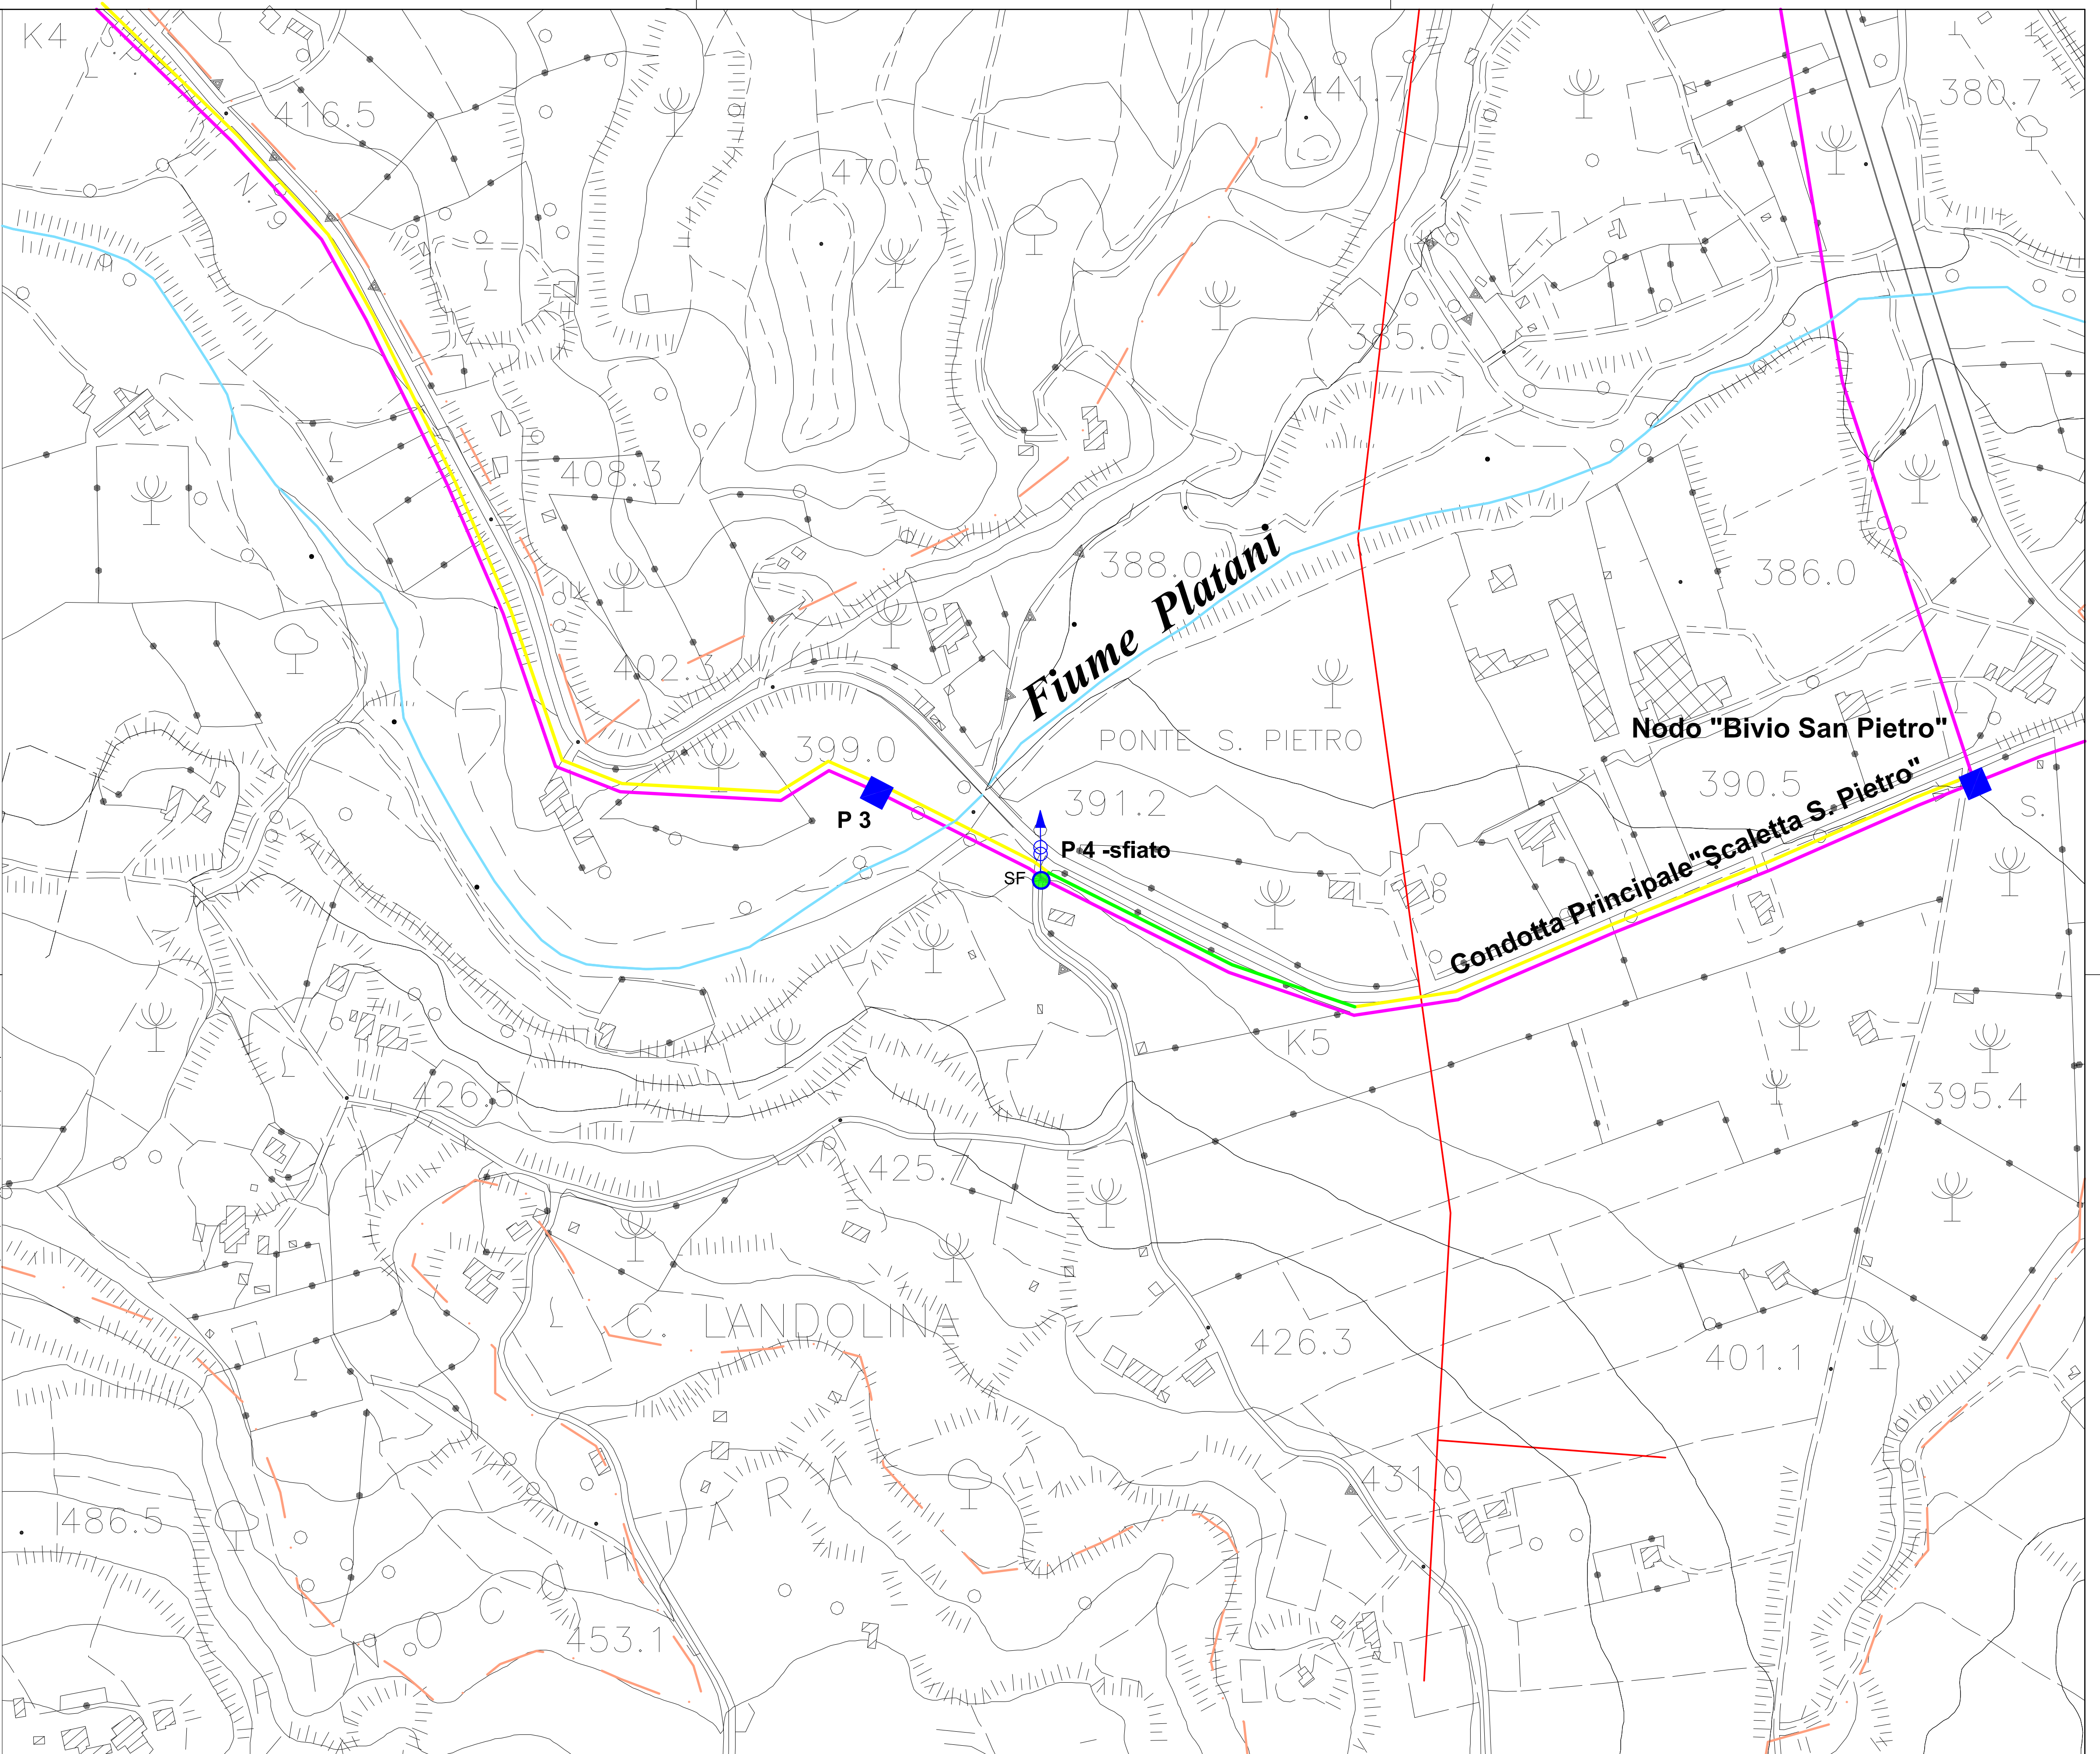 K4
416.5
441.7
380.7
470.5
385.0
408.3
388.0
386.0
Fiume Platani
402.3
399.0
PONTE S. PIETRO
Nodo "Bivio San Pietro"
390.5
391.2
S.
P 3
P 4 -sfiato
SF
Condotta Principale"Scaletta S. Pietro"
K5
426.5
395.4
425.7
C. LANDOLINA
426.3
401.1
431.0
486.5
453.1